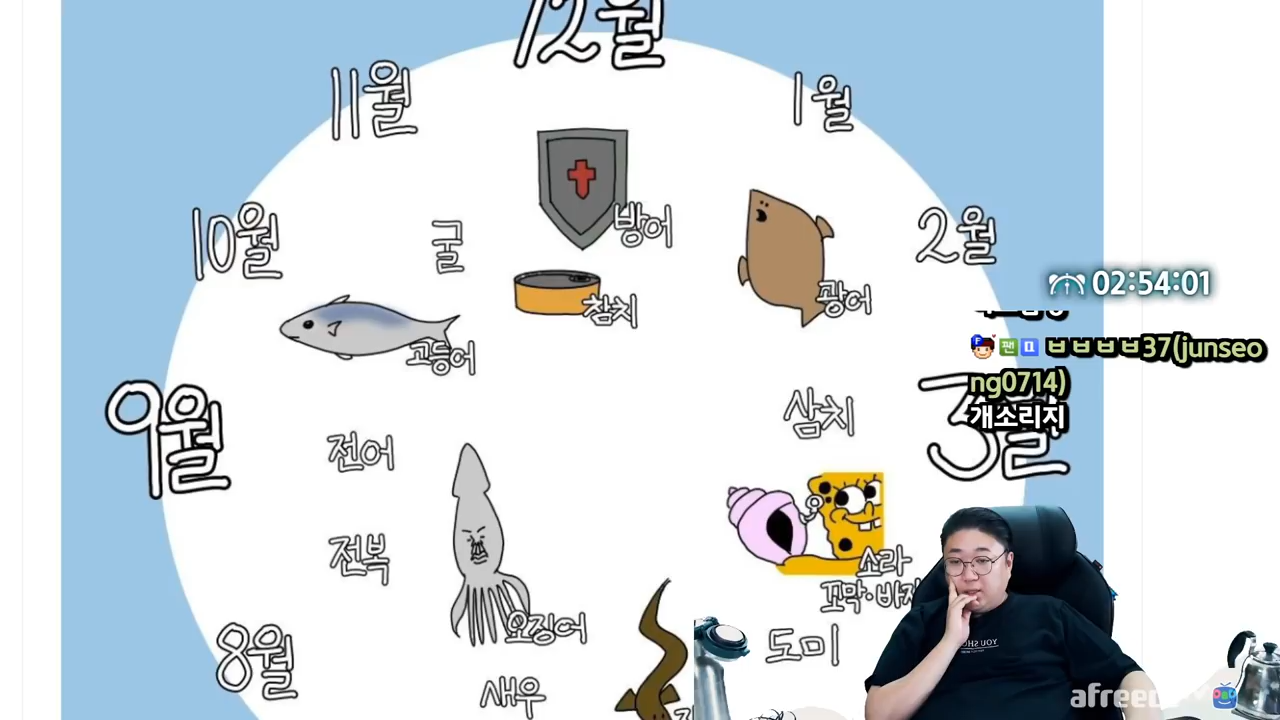 12월
11월
1월
10월
굴
방어
2월
참치
광어
02:54:01
고등어
팬
ㅂㅂㅂㅂ37(junseo
ng0714)
개소리지
9월
3월
삼치
전어
전복
소라
꼬막·바지
오징어
도미
8월
새우